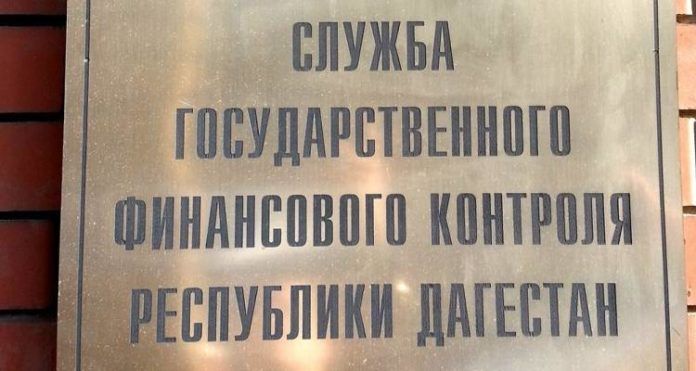 СЛУЖБА
ГОСУДАРСТВЕННОГО
ФИНАНСОВОГО КОНТРОЛЯ
РЕСПУБЛИКИ ДАГЕСТАН